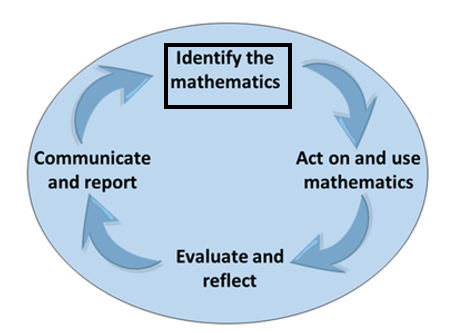 Identify the
mathematics
Act on and use
mathematics
Evaluate and
reflect
Communicate
and report